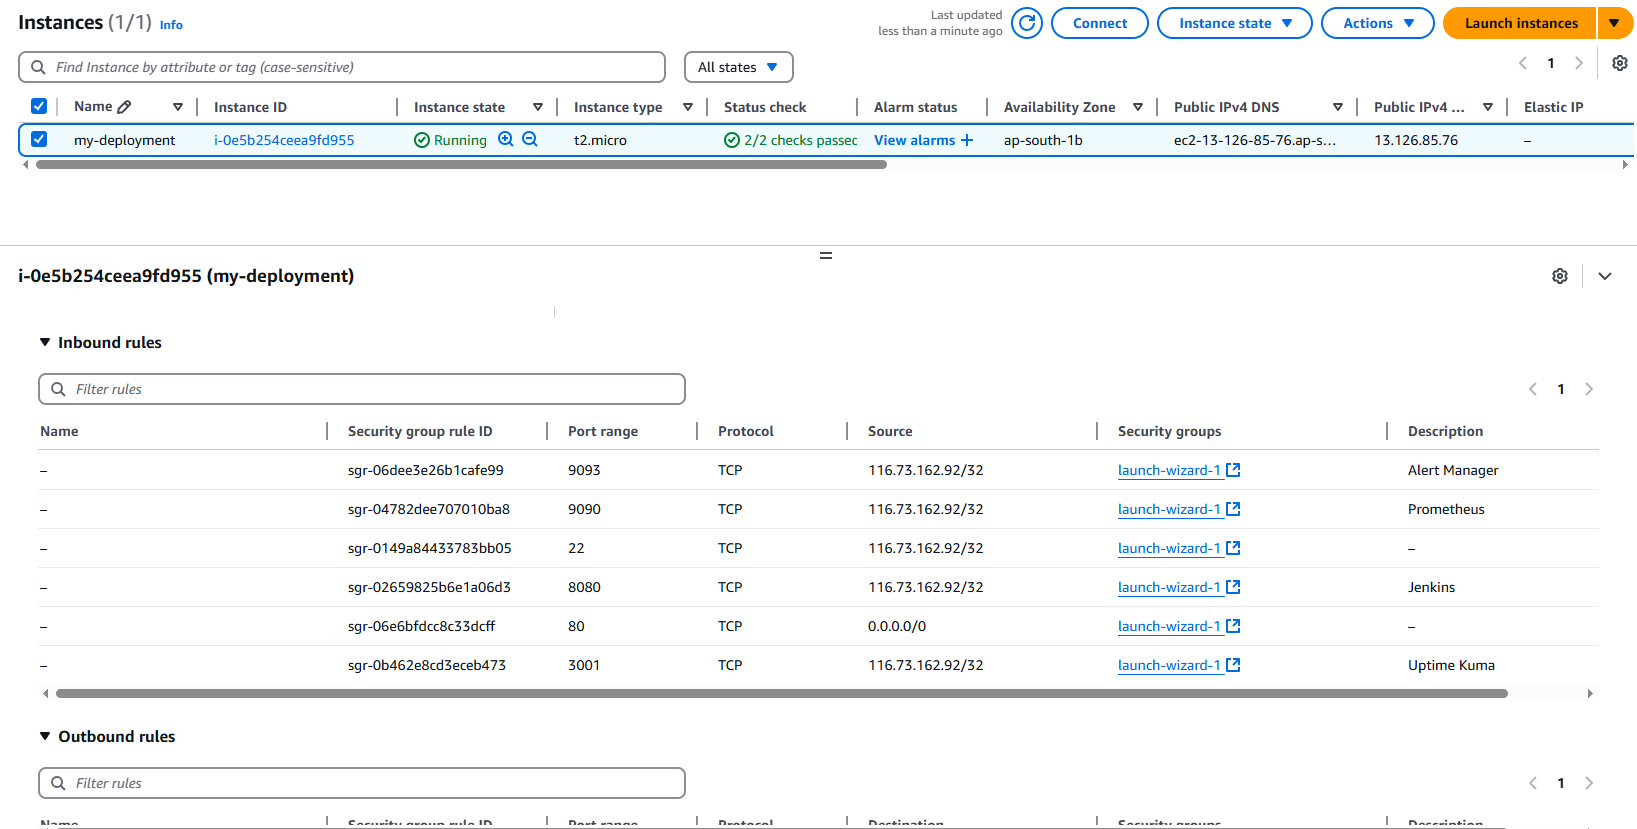 Instances (1/1) Info
Last updated
less than a minute ago
Connect
Instance state
Actions
Launch instances
Find Instance by attribute or tag (case-sensitive)
All states
1
Name Instance ID Instance state Instance type Status check Alarm status Availability Zone Public IPv4 DNS Public IPv4 ... Elastic IP
my-deployment i-0e5b254ceea9fd955 Running t2.micro 2/2 checks passec View alarms + ap-south-1b ec2-13-126-85-76.ap-s... 13.126.85.76 –
i-0e5b254ceea9fd955 (my-deployment)
Inbound rules
Filter rules
1
Name Security group rule ID Port range Protocol Source Security groups Description
– sgr-06dee3e26b1cafe99 9093 TCP 116.73.162.92/32 launch-wizard-1 Alert Manager
– sgr-04782dee707010ba8 9090 TCP 116.73.162.92/32 launch-wizard-1 Prometheus
– sgr-0149a84433783bb05 22 TCP 116.73.162.92/32 launch-wizard-1 –
– sgr-02659825b6e1a06d3 8080 TCP 116.73.162.92/32 launch-wizard-1 Jenkins
– sgr-06e6bfdcc8c33dcff 80 TCP 0.0.0.0/0 launch-wizard-1 –
– sgr-0b462e8cd3eceb473 3001 TCP 116.73.162.92/32 launch-wizard-1 Uptime Kuma
Outbound rules
Filter rules
1
Name Security group rule ID Port range Protocol Destination Security groups Description